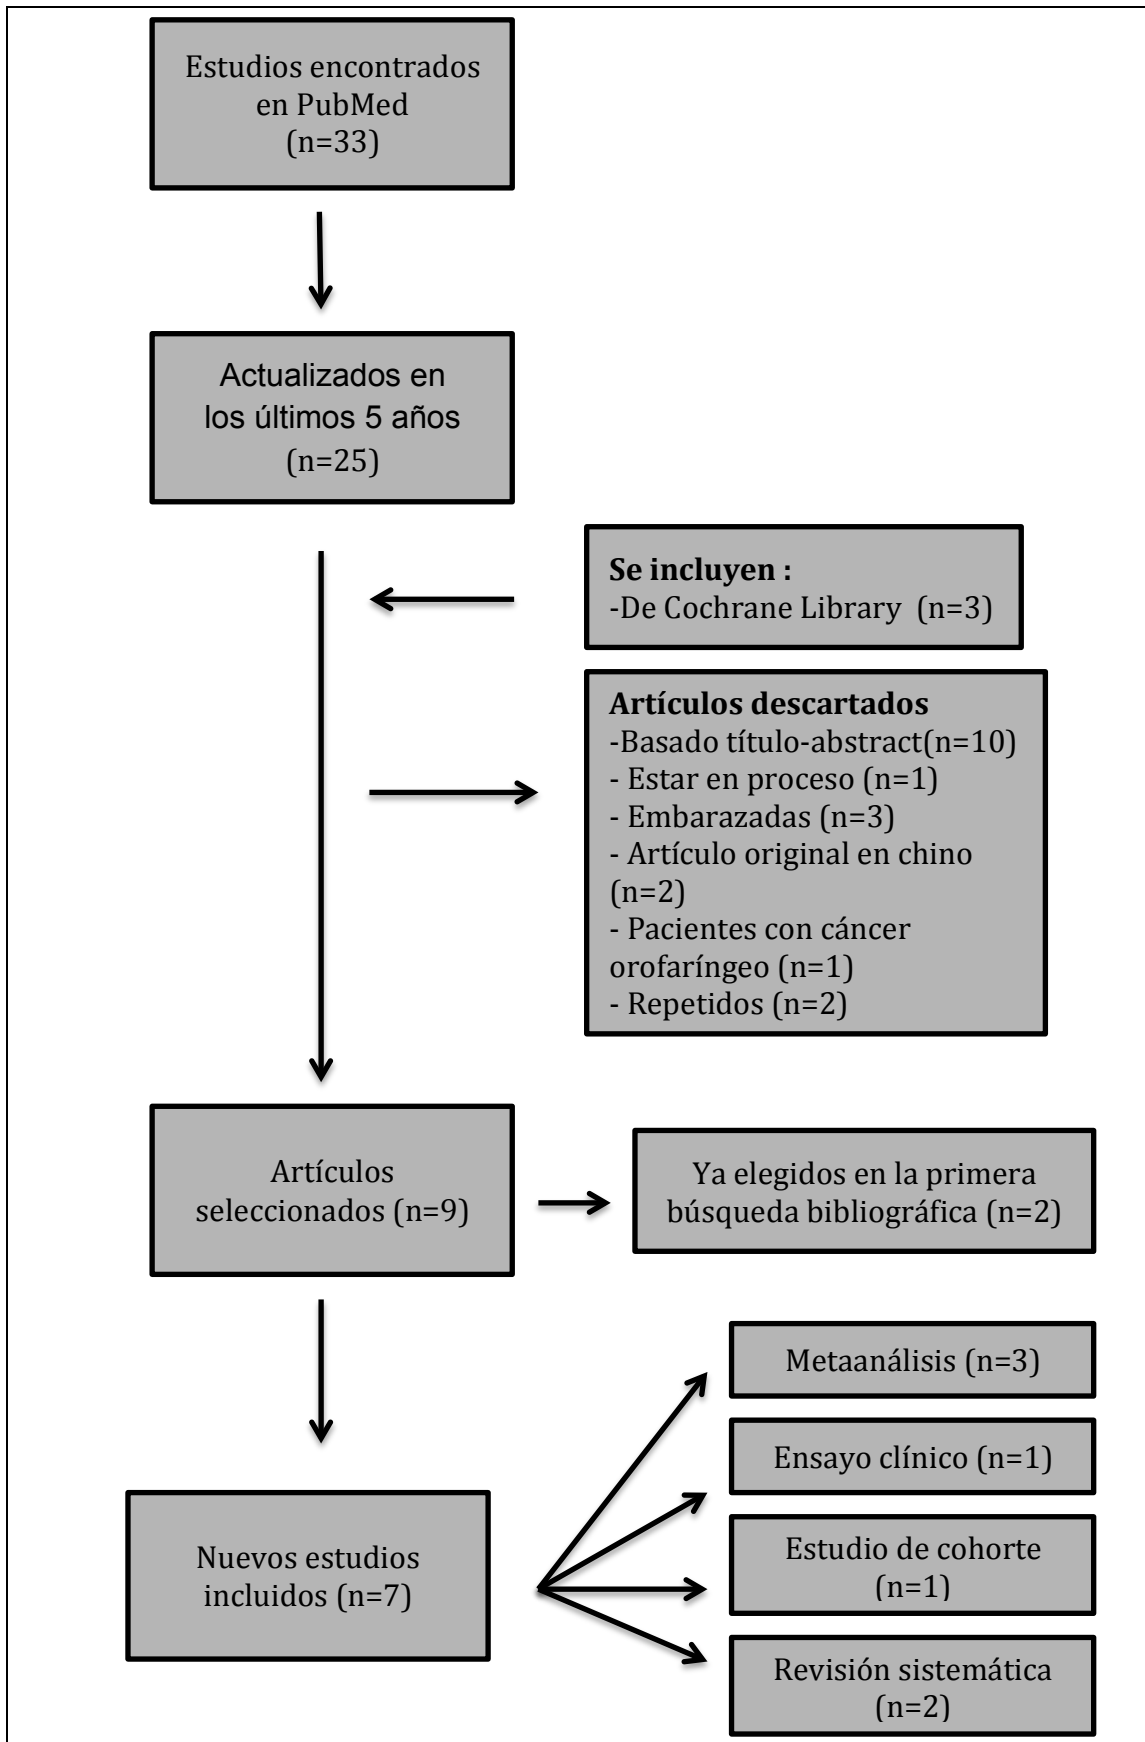 Estudios encontrados
en PubMed
(n=33)
Actualizados en
los últimos 5 años
(n=25)
Se incluyen :
-De Cochrane Library (n=3)
Artículos descartados
-Basado título-abstract(n=10)
- Estar en proceso (n=1)
- Embarazadas (n=3)
- Artículo original en chino
(n=2)
- Pacientes con cáncer
orofaríngeo (n=1)
- Repetidos (n=2)
Artículos
seleccionados (n=9)
Ya elegidos en la primera
búsqueda bibliográfica (n=2)
Nuevos estudios
incluidos (n=7)
Metaanálisis (n=3)
Ensayo clínico (n=1)
Estudio de cohorte
(n=1)
Revisión sistemática
(n=2)